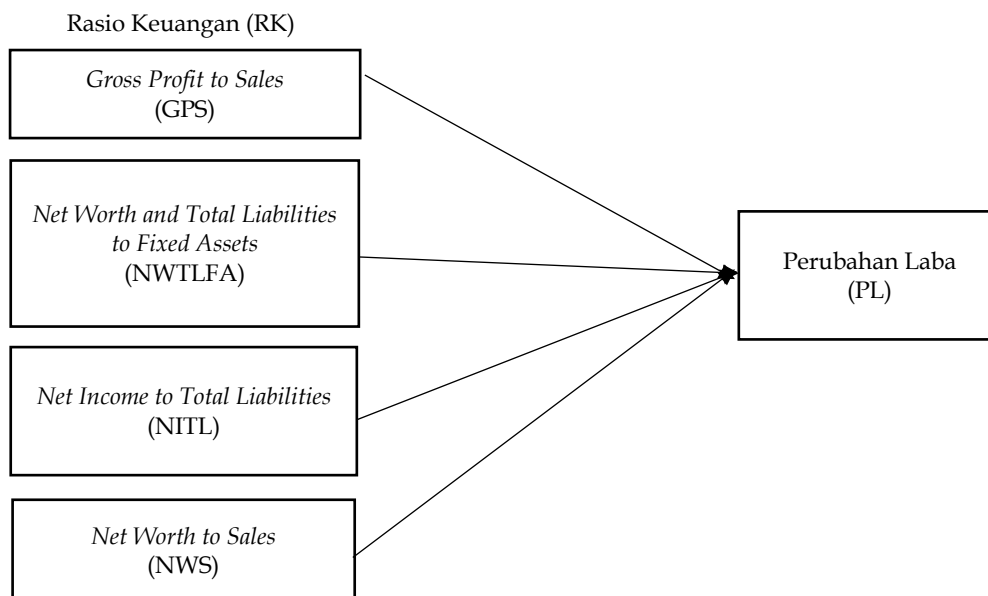 Rasio Keuangan (RK)
Gross Profit to Sales
(GPS)
Net Worth and Total Liabilities
to Fixed Assets
(NWTLFA)
Net Income to Total Liabilities
(NITL)
Net Worth to Sales
(NWS)
Perubahan Laba
(PL)